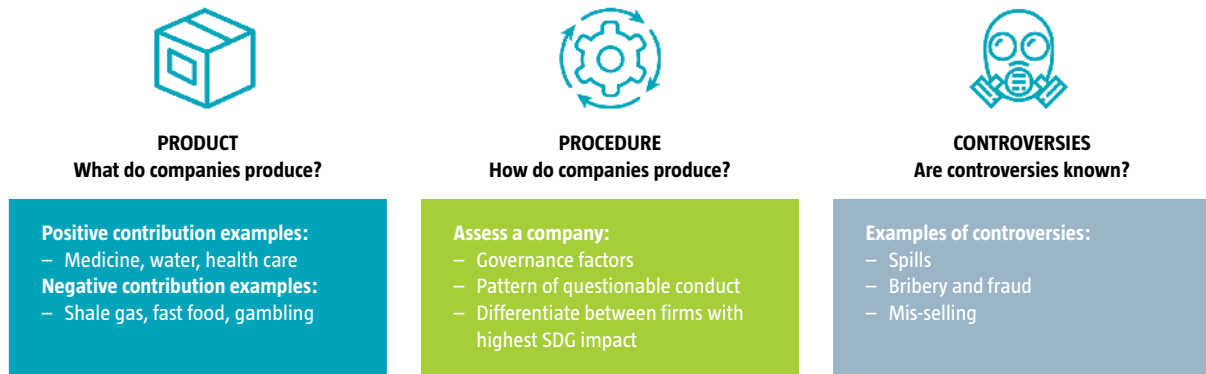 PRODUCT
What do companies produce?
Positive contribution examples:
– Medicine, water, health care
Negative contribution examples:
– Shale gas, fast food, gambling
PROCEDURE
How do companies produce?
Assess a company:
– Governance factors
– Pattern of questionable conduct
– Differentiate between firms with
highest SDG impact
CONTROVERSIES
Are controversies known?
Examples of controversies:
– Spills
– Bribery and fraud
– Mis-selling